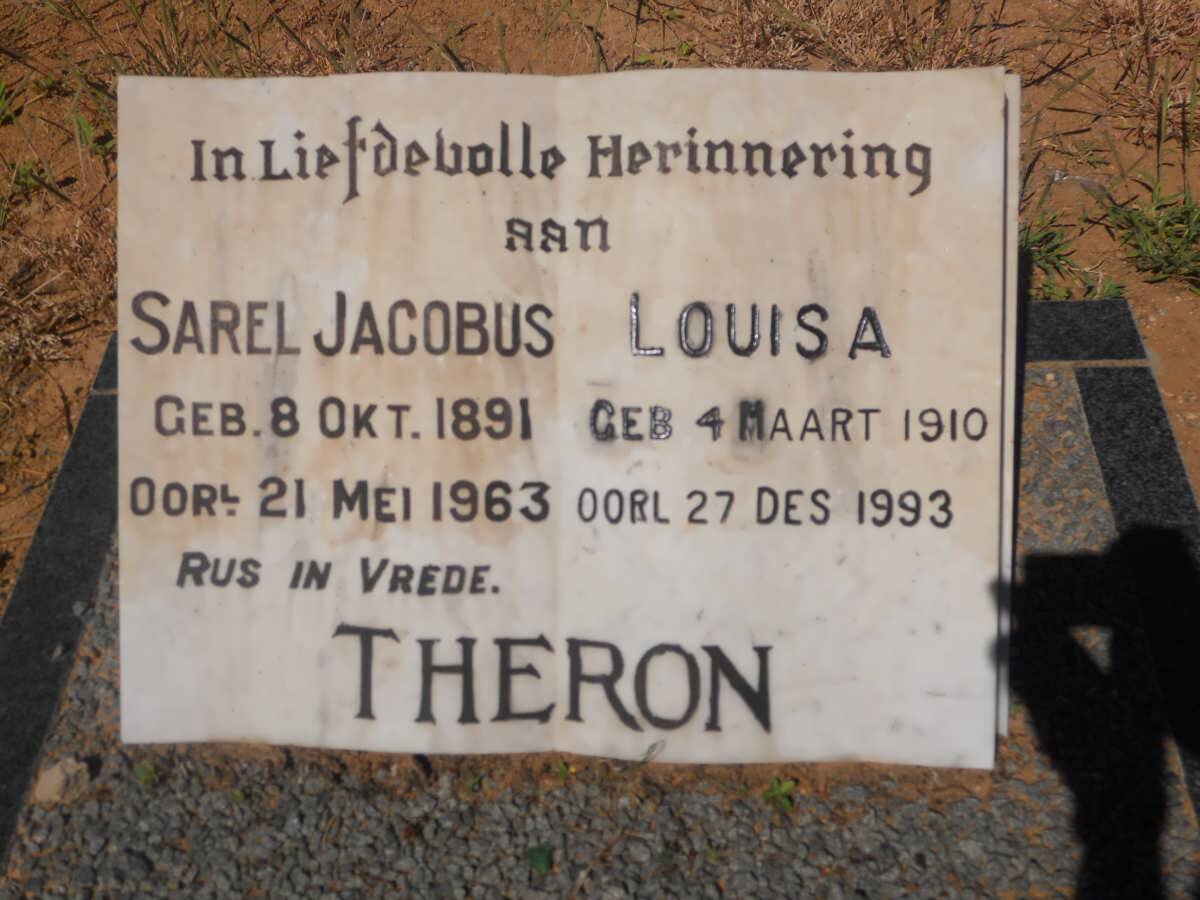 In Liefdevolle Herinnering
aan
SAREL JACOBUS
GEB. 8 OKT. 1891
OORL. 21 MEI 1963
RUS IN VREDE.
LOUISA
GEB 4 MAART 1910
OORL 27 DES 1993
THERON